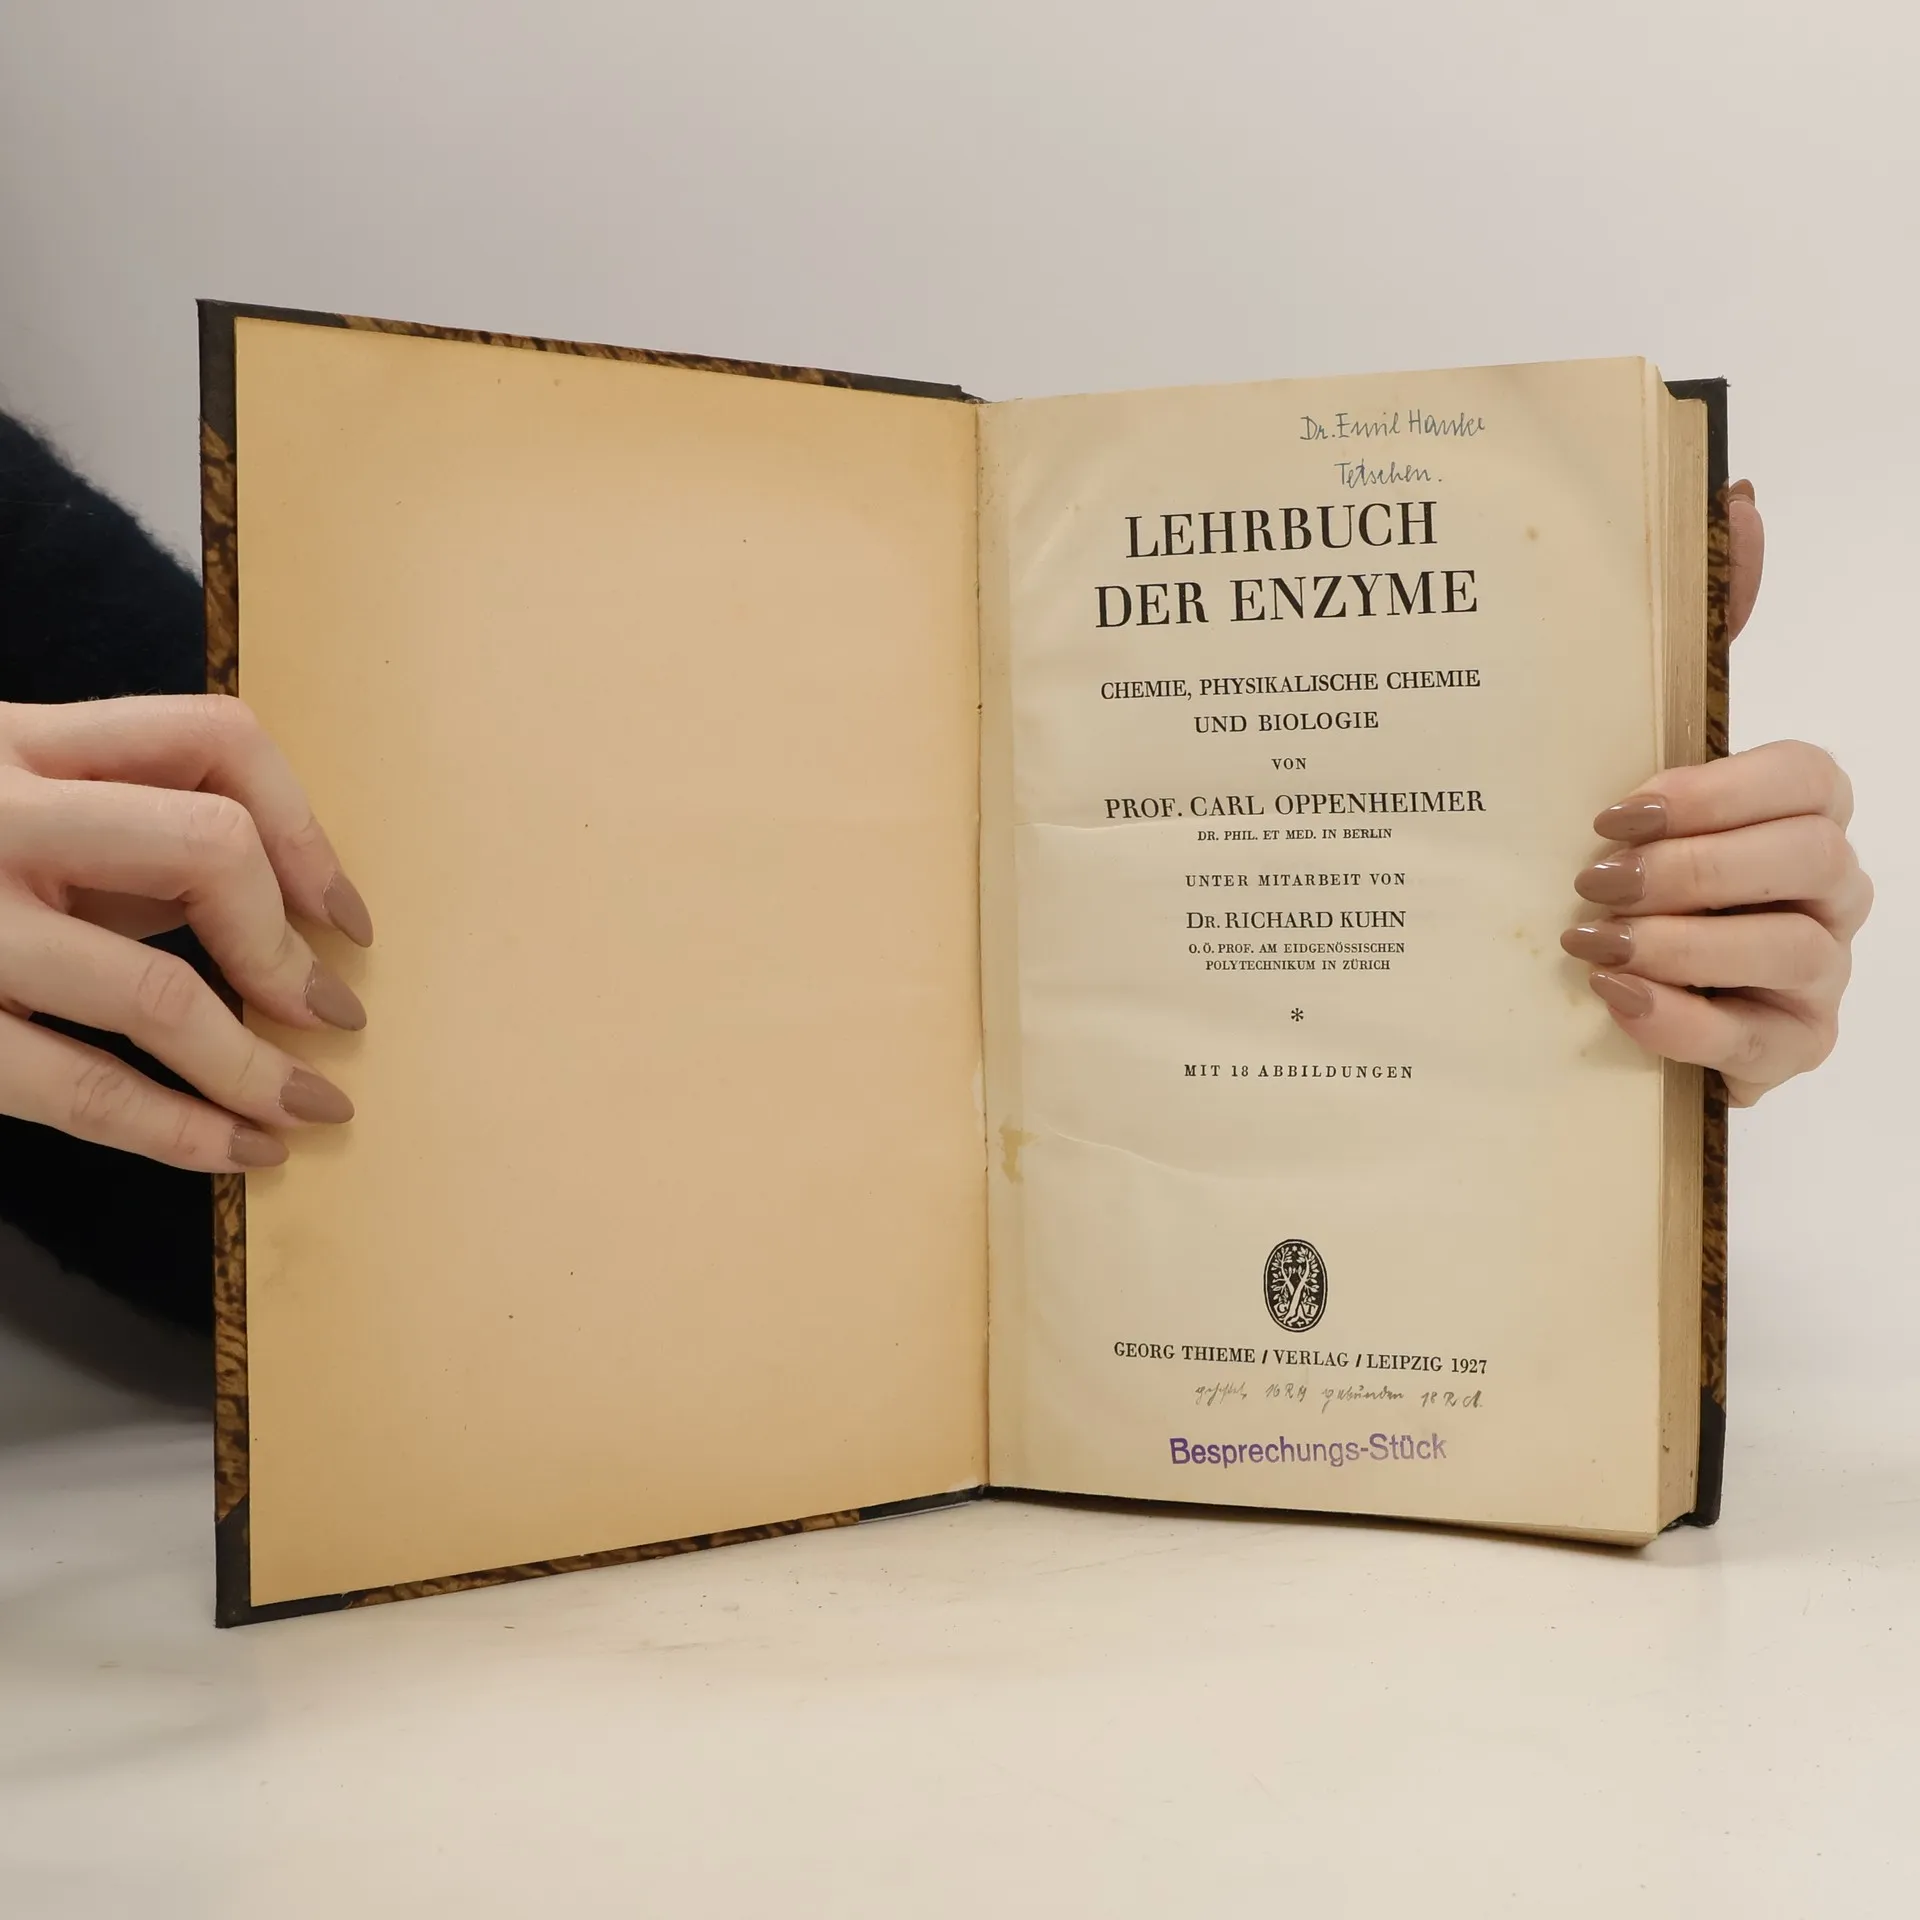 Dr. Emil Hanke
Tetschen.
LEHRBUCH
DER ENZYME
CHEMIE, PHYSIKALISCHE CHEMIE
UND BIOLOGIE
VON
PROF. CARL OPPENHEIMER
DR. PHIL. ET MED. IN BERLIN
UNTER MITARBEIT VON
DR. RICHARD KUHN
O. Ö. PROF. AM EIDGENÖSSISCHEN
POLYTECHNIKUM IN ZÜRICH
*
MIT 18 ABBILDUNGEN
G T
GEORG THIEME / VERLAG / LEIPZIG 1927
gebunden 18 R M.
Besprechungs-Stück